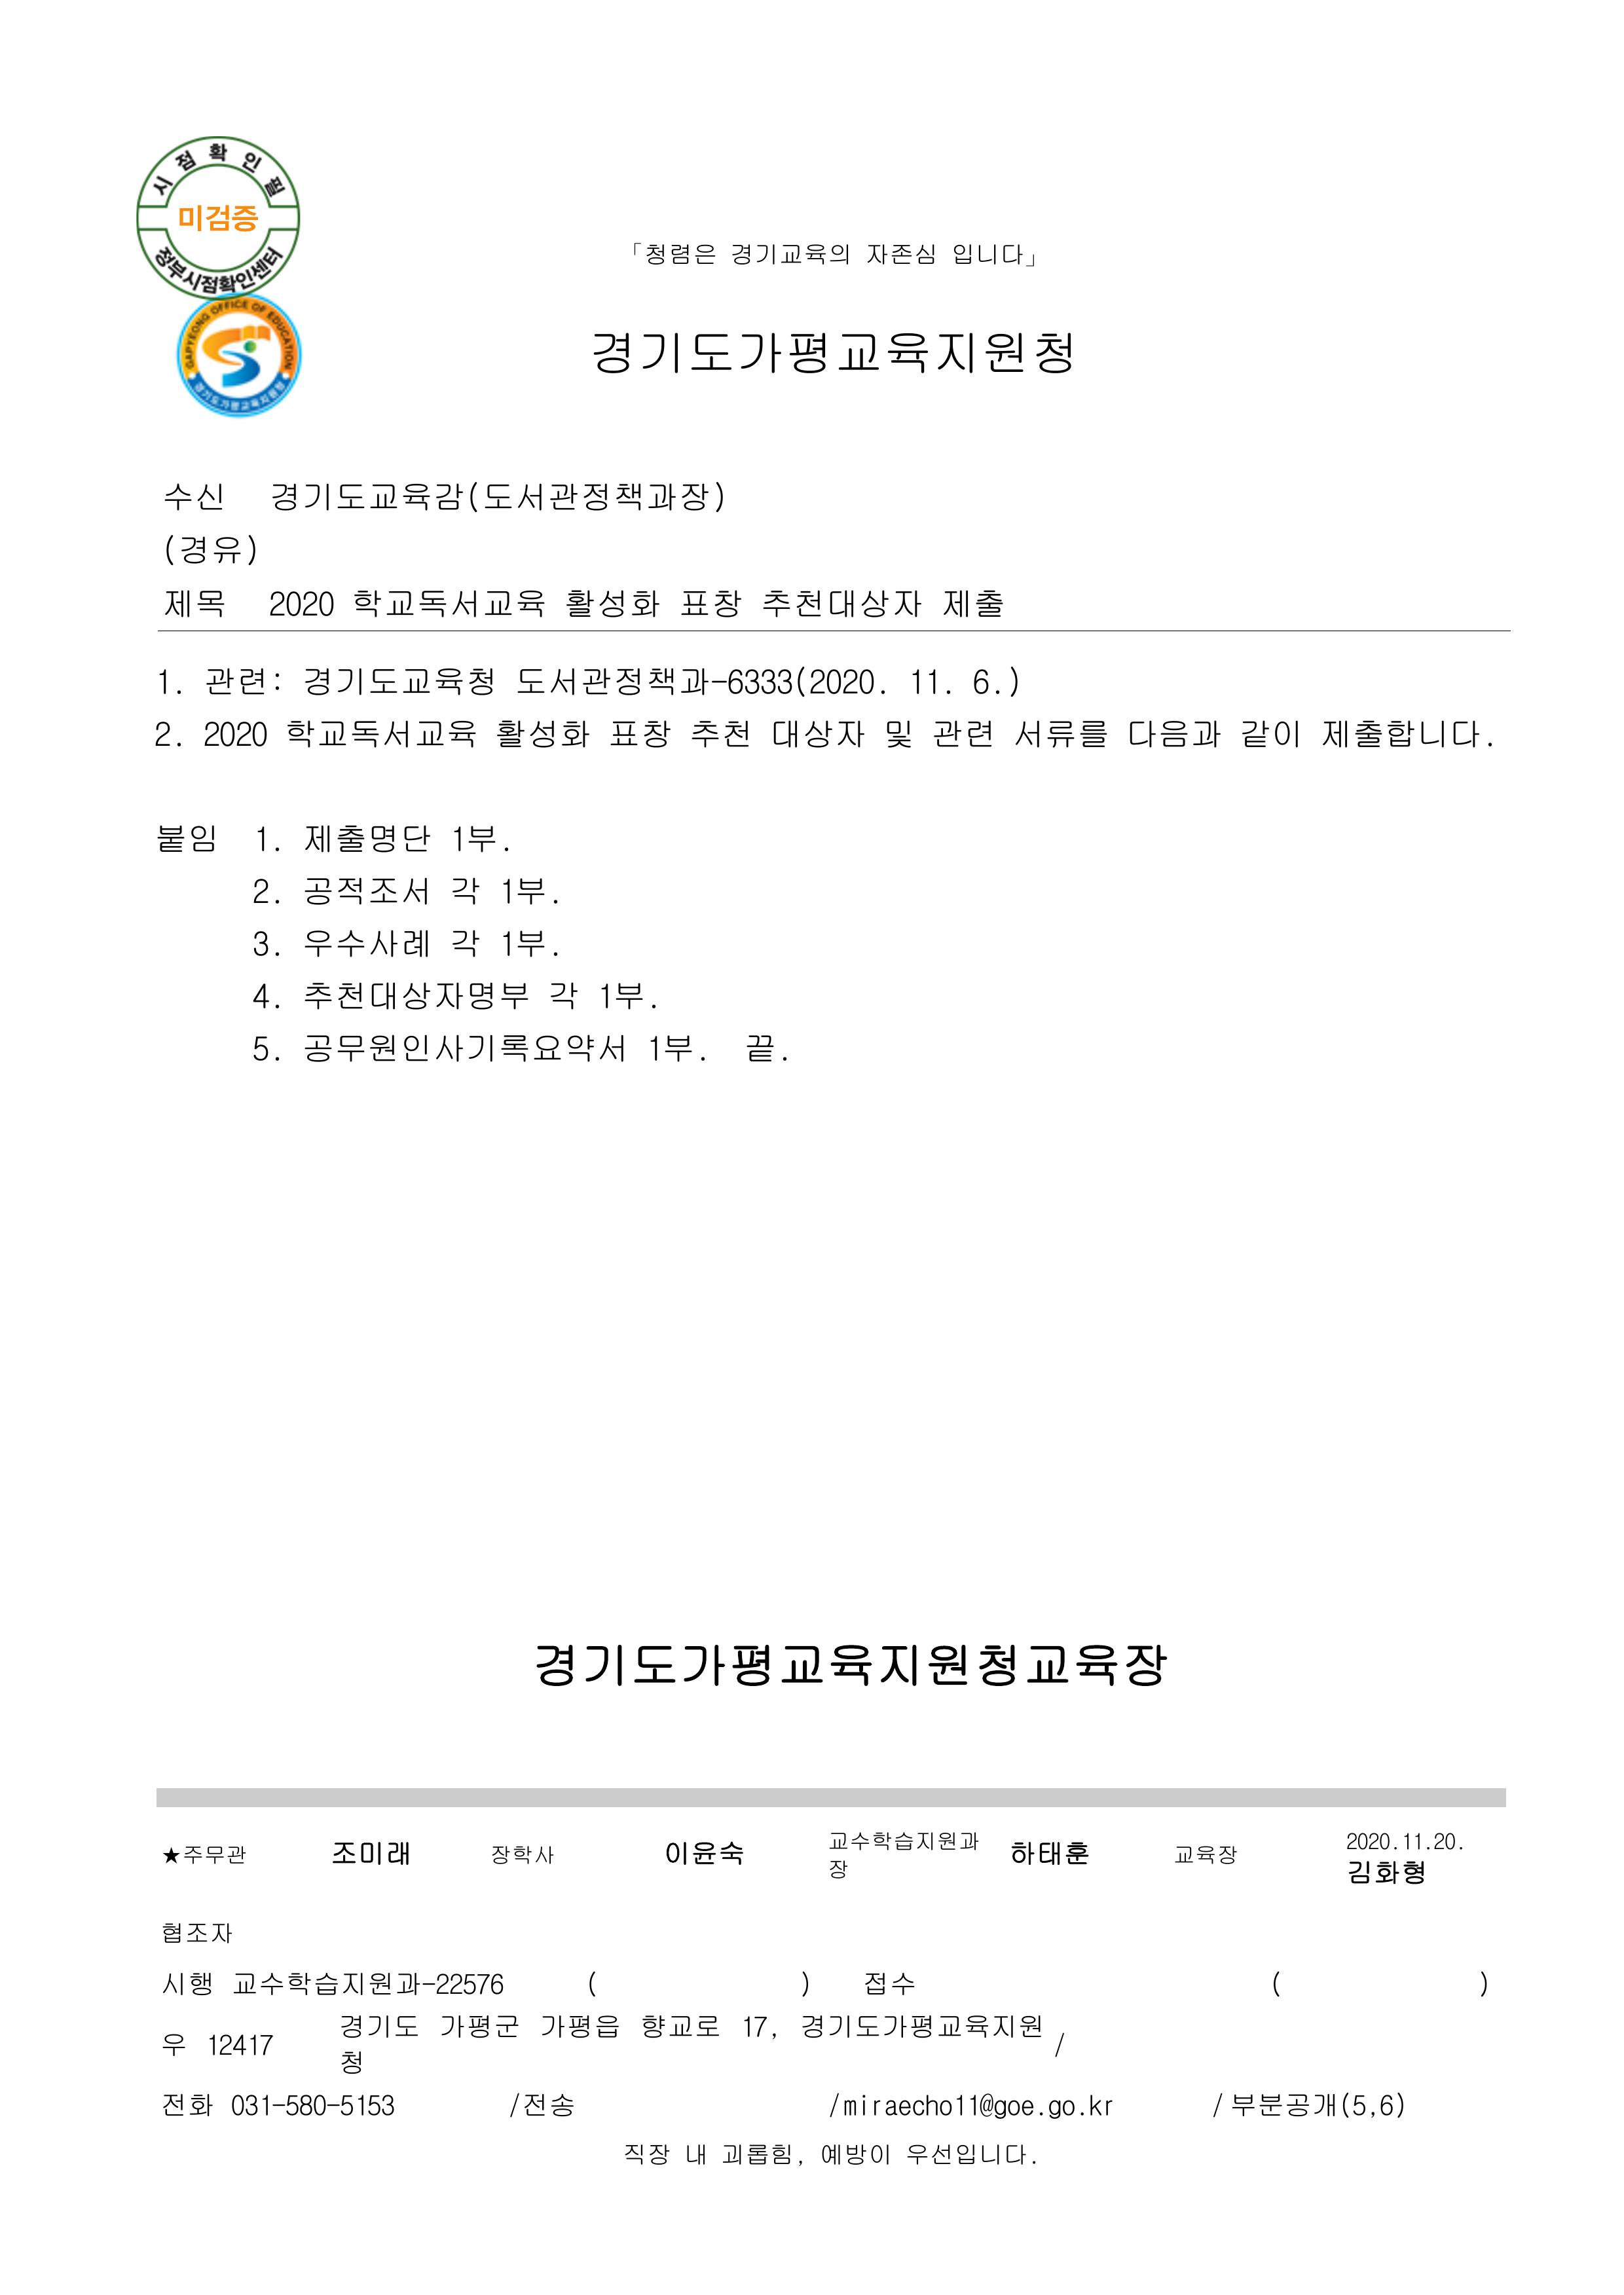 시점확인필
미검증
정부시점확인센터
「청렴은 경기교육의 자존심 입니다」
GAPYEONG OFFICE OF EDUCATION
경기도가평교육지원청
경기도가평교육지원청
수신 경기도교육감(도서관정책과장)
(경유)
제목 2020 학교독서교육 활성화 표창 추천대상자 제출
1. 관련: 경기도교육청 도서관정책과-6333(2020. 11. 6.)
2. 2020 학교독서교육 활성화 표창 추천 대상자 및 관련 서류를 다음과 같이 제출합니다.
붙임 1. 제출명단 1부.
2. 공적조서 각 1부.
3. 우수사례 각 1부.
4. 추천대상자명부 각 1부.
5. 공무원인사기록요약서 1부. 끝.
경기도가평교육지원청교육장
★주무관 조미래 장학사 이윤숙 교수학습지원과장 하태훈 교육장 2020.11.20. 김화형
협조자
시행 교수학습지원과-22576 ( ) 접수 ( )
우 12417 경기도 가평군 가평읍 향교로 17, 경기도가평교육지원청 /
전화 031-580-5153 /전송 /miraecho11@goe.go.kr / 부분공개(5,6)
직장 내 괴롭힘, 예방이 우선입니다.